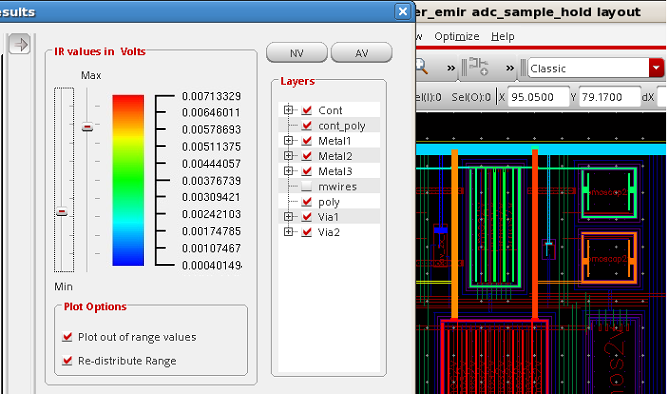 esults
er_emir adc_sample_hold layout
IR values in Volts
Max
0.00713329
0.00646011
0.00578693
0.00511375
0.00444057
0.00376739
0.00309421
0.00242103
0.00174785
0.00107467
0.00040149
Min
Plot Options
Plot out of range values
Re-distribute Range
NV
AV
Layers
Cont
cont_poly
Metal1
Metal2
Metal3
mwires
poly
Via1
Via2
w Optimize Help
» »
Classic
el(I):0 Sel(O):0 X 95.0500 Y 79.1700 dX